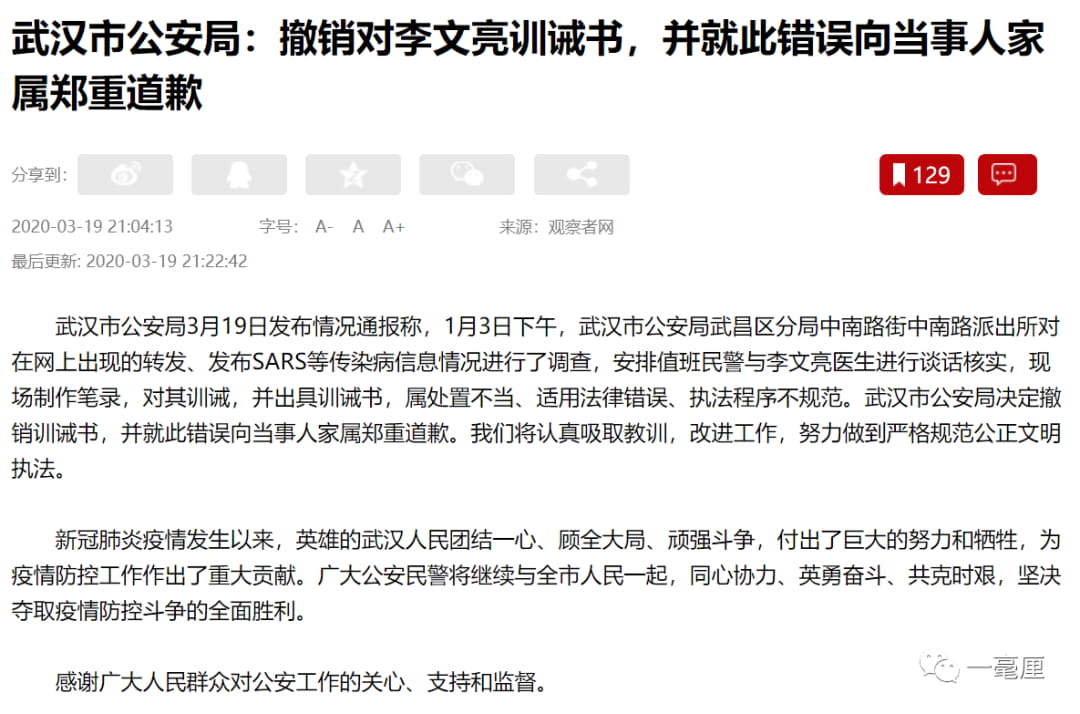 武汉市公安局：撤销对李文亮训诫书，并就此错误向当事人家
属郑重道歉
分享到:
129
2020-03-19 21:04:13 字号： A- A A+ 来源：观察者网
最后更新: 2020-03-19 21:22:42
武汉市公安局3月19日发布情况通报称，1月3日下午，武汉市公安局武昌区分局中南路街中南路派出所对
在网上出现的转发、发布SARS等传染病信息情况进行了调查，安排值班民警与李文亮医生进行谈话核实，现
场制作笔录，对其训诫，并出具训诫书，属处置不当、适用法律错误、执法程序不规范。武汉市公安局决定撤
销训诫书，并就此错误向当事人家属郑重道歉。我们将认真吸取教训，改进工作，努力做到严格规范公正文明
执法。
新冠肺炎疫情发生以来，英雄的武汉人民团结一心、顾全大局、顽强斗争，付出了巨大的努力和牺牲，为
疫情防控工作作出了重大贡献。广大公安民警将继续与全市人民一起，同心协力、英勇奋斗、共克时艰，坚决
夺取疫情防控斗争的全面胜利。
感谢广大人民群众对公安工作的关心、支持和监督。
一毫厘